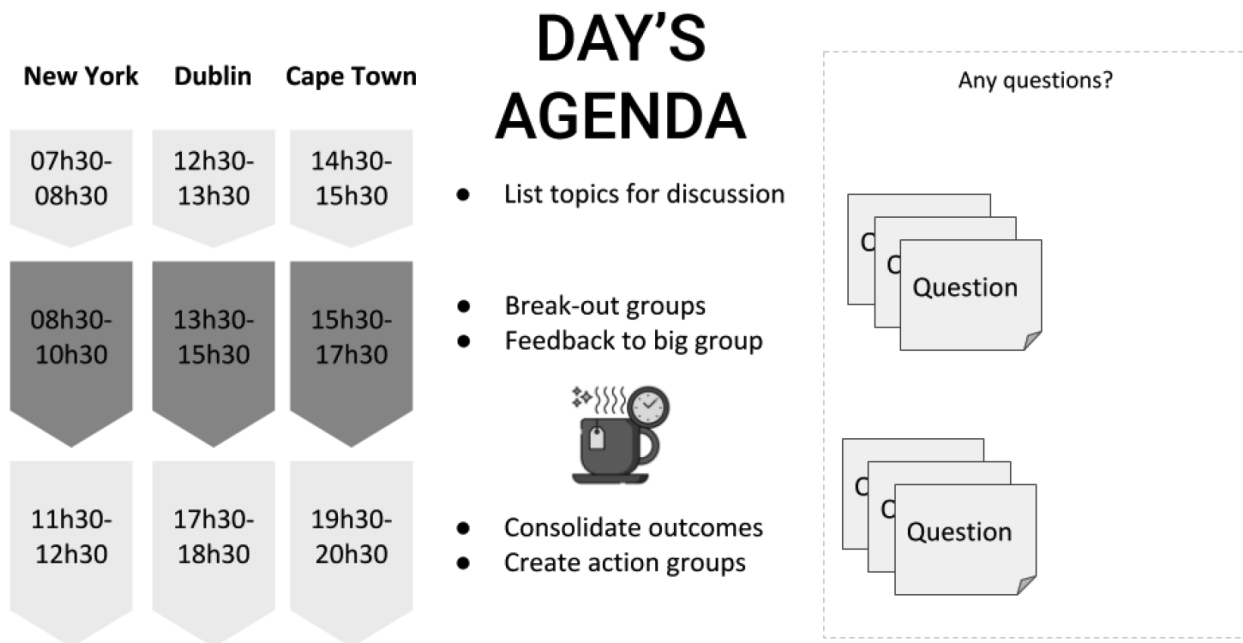 DAY'S
AGENDA
New York Dublin Cape Town
07h30-
08h30
12h30-
13h30
14h30-
15h30
● List topics for discussion
08h30-
10h30
13h30-
15h30
15h30-
17h30
● Break-out groups
● Feedback to big group
11h30-
12h30
17h30-
18h30
19h30-
20h30
● Consolidate outcomes
● Create action groups
Any questions?
Question
Question